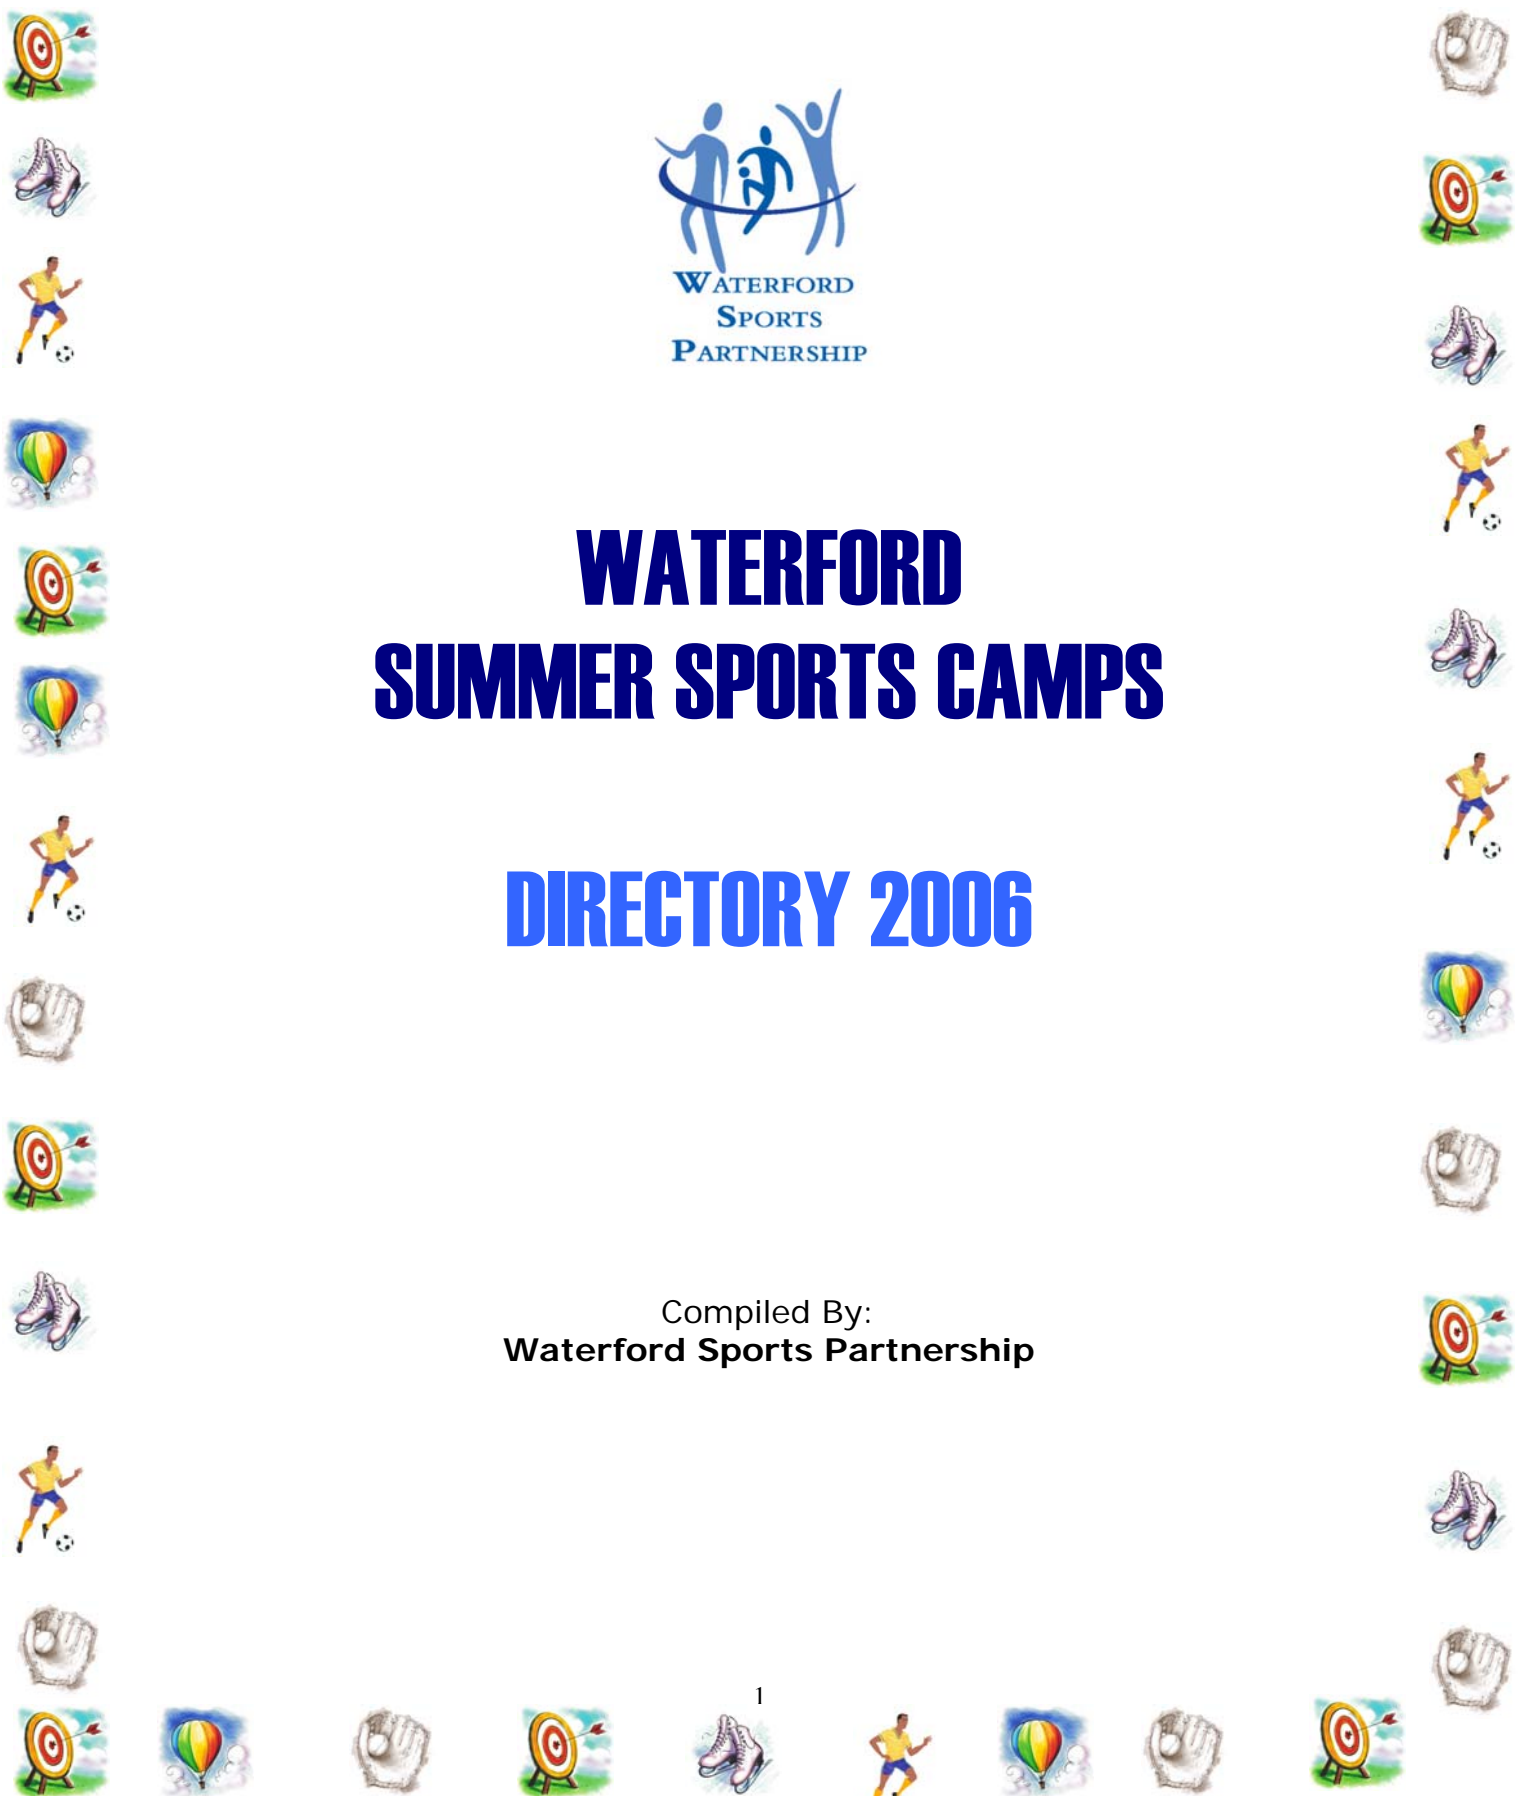 WATERFORD
SPORTS
PARTNERSHIP
WATERFORD
SUMMER SPORTS CAMPS
DIRECTORY 2006
Compiled By:
Waterford Sports Partnership
1